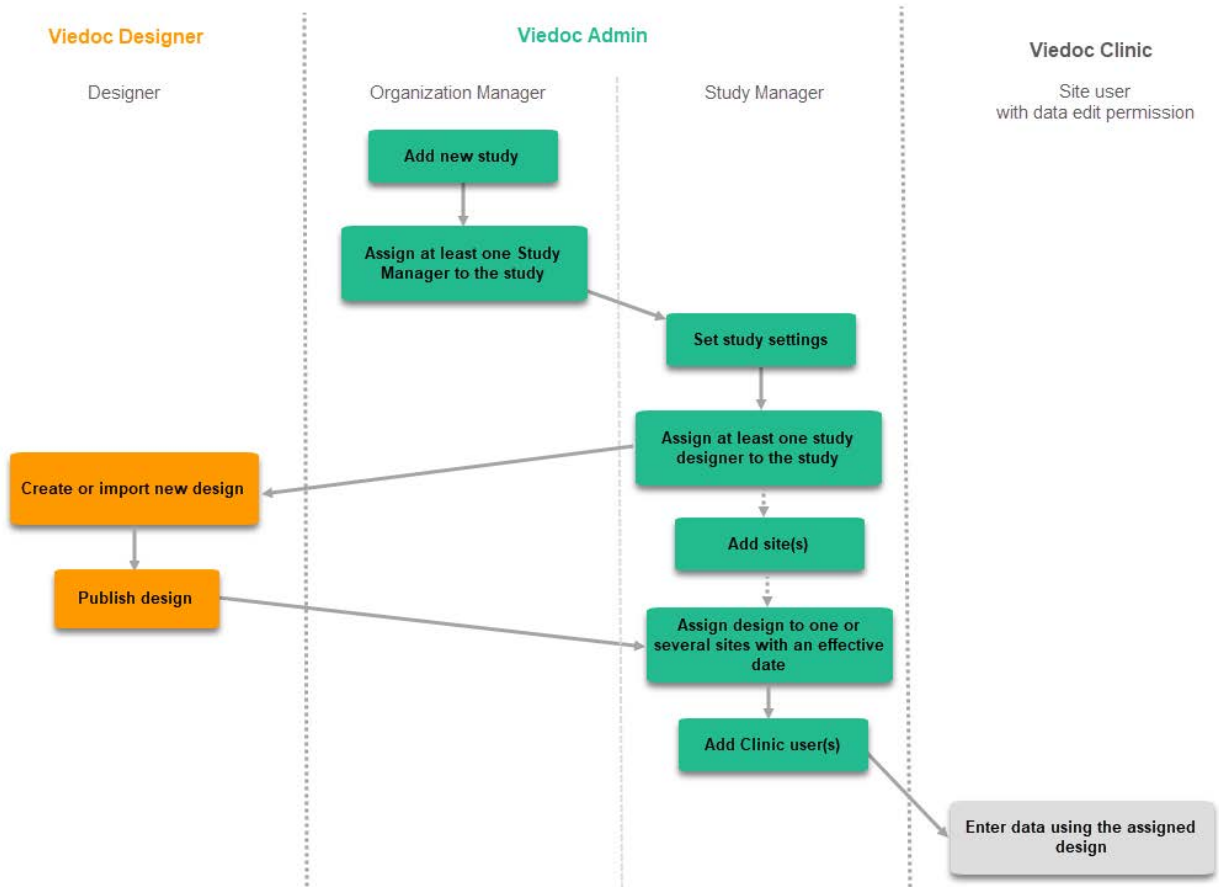 Viedoc Designer
Viedoc Admin
Viedoc Clinic
Designer
Organization Manager
Study Manager
Site user
with data edit permission
Add new study
Assign at least one Study
Manager to the study
Set study settings
Assign at least one study
designer to the study
Create or import new design
Add site(s)
Publish design
Assign design to one or
several sites with an effective
date
Add Clinic user(s)
Enter data using the assigned
design